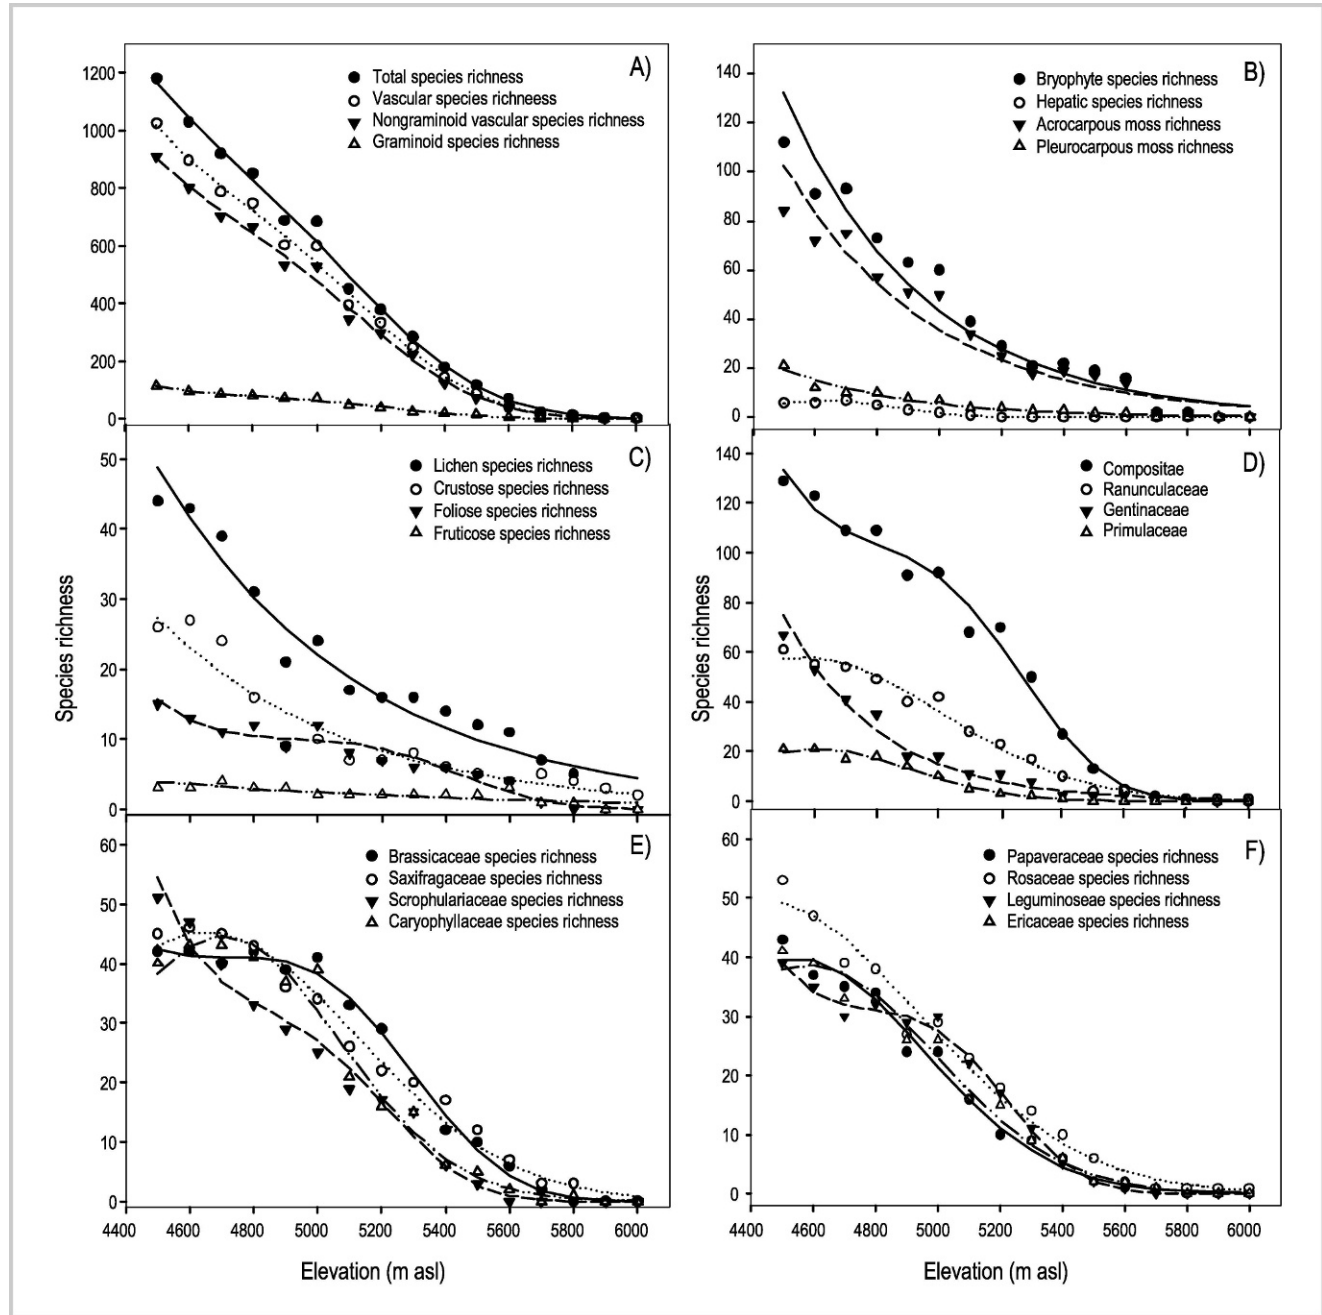 A)
Total species richness
Vascular species richneess
Nongraminoid vascular species richness
Graminoid species richness
1200
1000
800
600
400
200
0
B)
Bryophyte species richness
Hepatic species richness
Acrocarpous moss richness
Pleurocarpous moss richness
140
120
100
80
60
40
20
0
C)
Lichen species richness
Crustose species richness
Foliose species richness
Fruticose species richness
50
40
30
20
10
0
Species richness
D)
Compositae
Ranunculaceae
Gentinaceae
Primulaceae
140
120
100
80
60
40
20
0
Species richness
E)
Brassicaceae species richness
Saxifragaceae species richness
Scrophulariaceae species richness
Caryophyllaceae species richness
60
50
40
30
20
10
0
4400 4600 4800 5000 5200 5400 5600 5800 6000
Elevation (m asl)
F)
Papaveraceae species richness
Rosaceae species richness
Leguminoseae species richness
Ericaceae species richness
60
50
40
30
20
10
0
4400 4600 4800 5000 5200 5400 5600 5800 6000
Elevation (m asl)